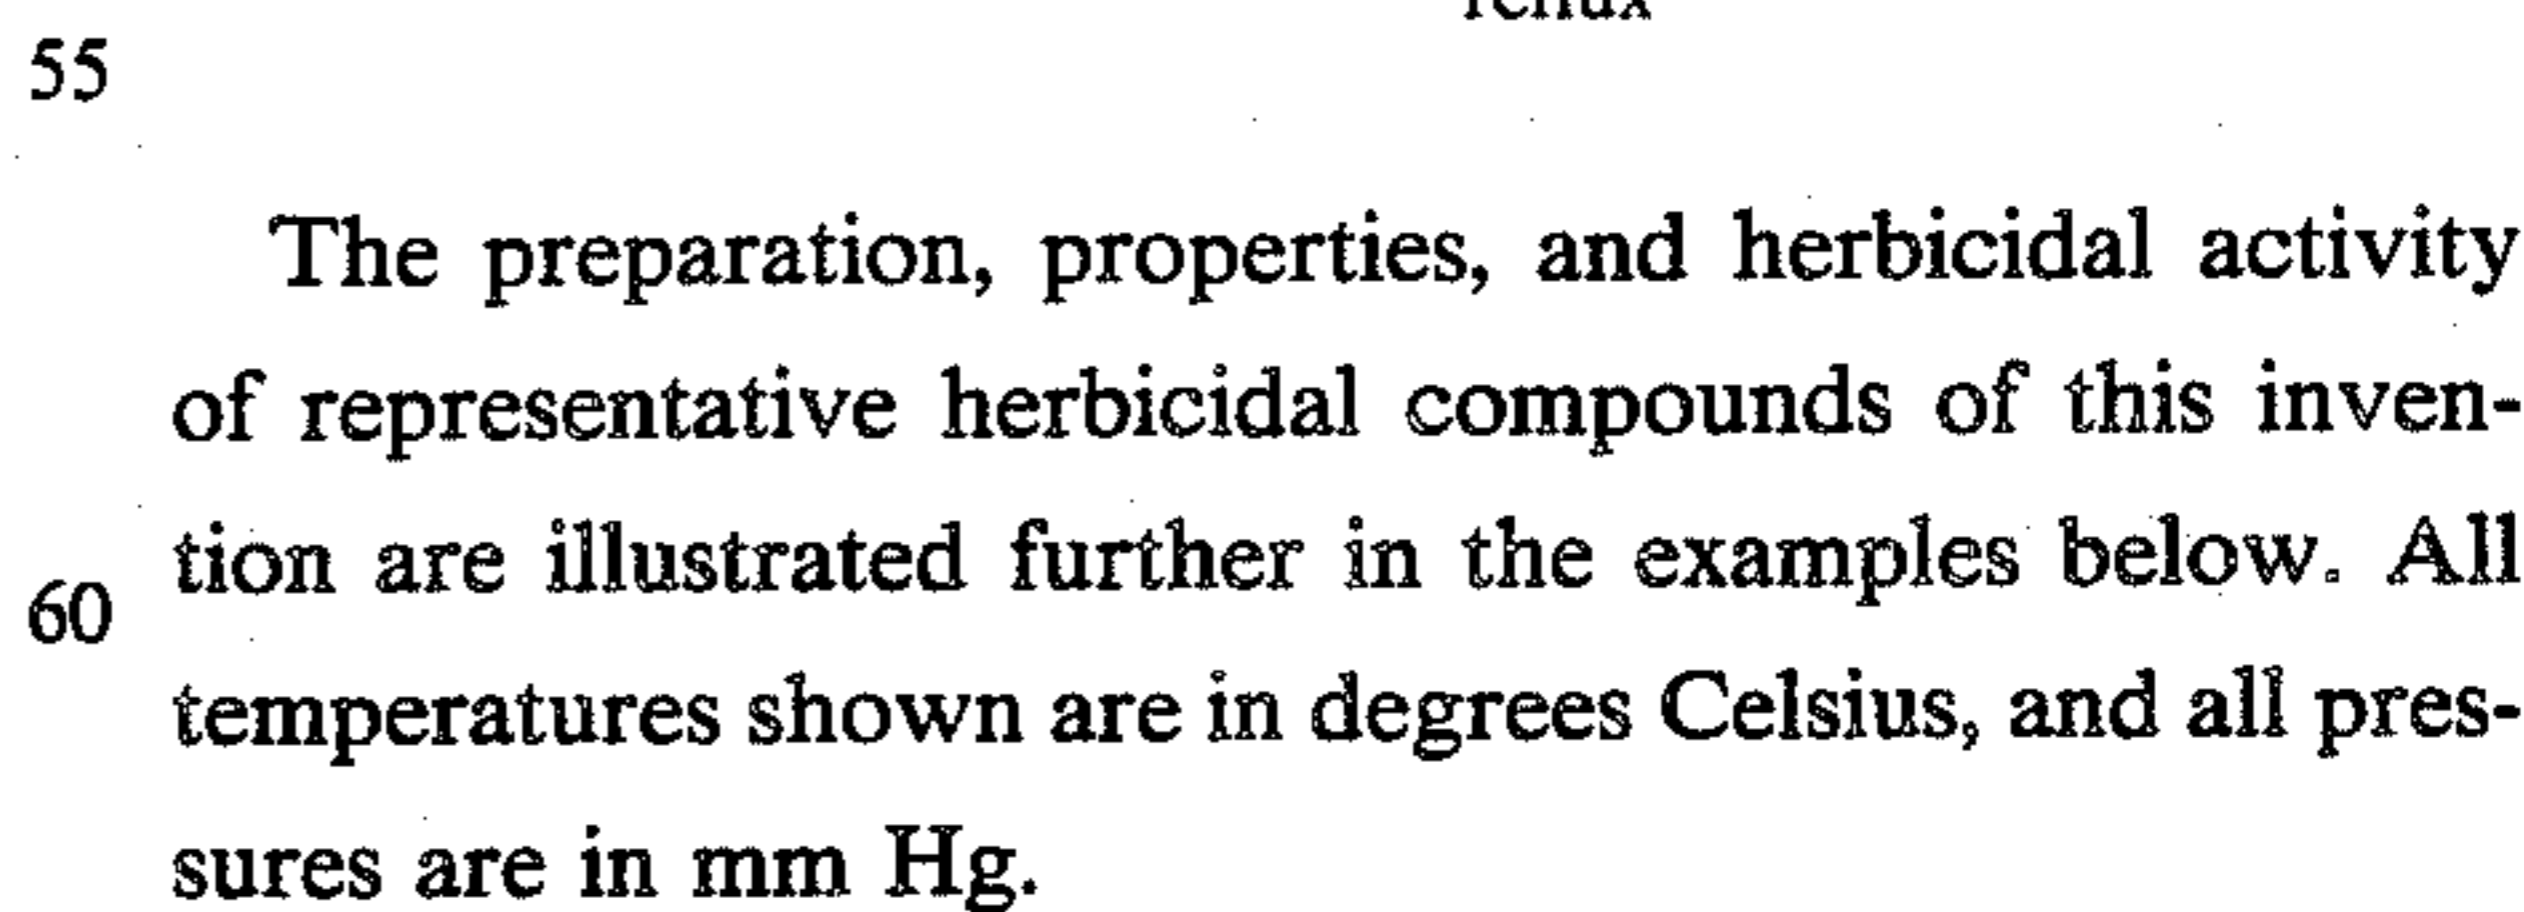 reflux
55
The preparation, properties, and herbicidal activity
of representative herbicidal compounds of this inven-
tion are illustrated further in the examples below. All
60
temperatures shown are in degrees Celsius, and all pres-
sures are in mm Hg.